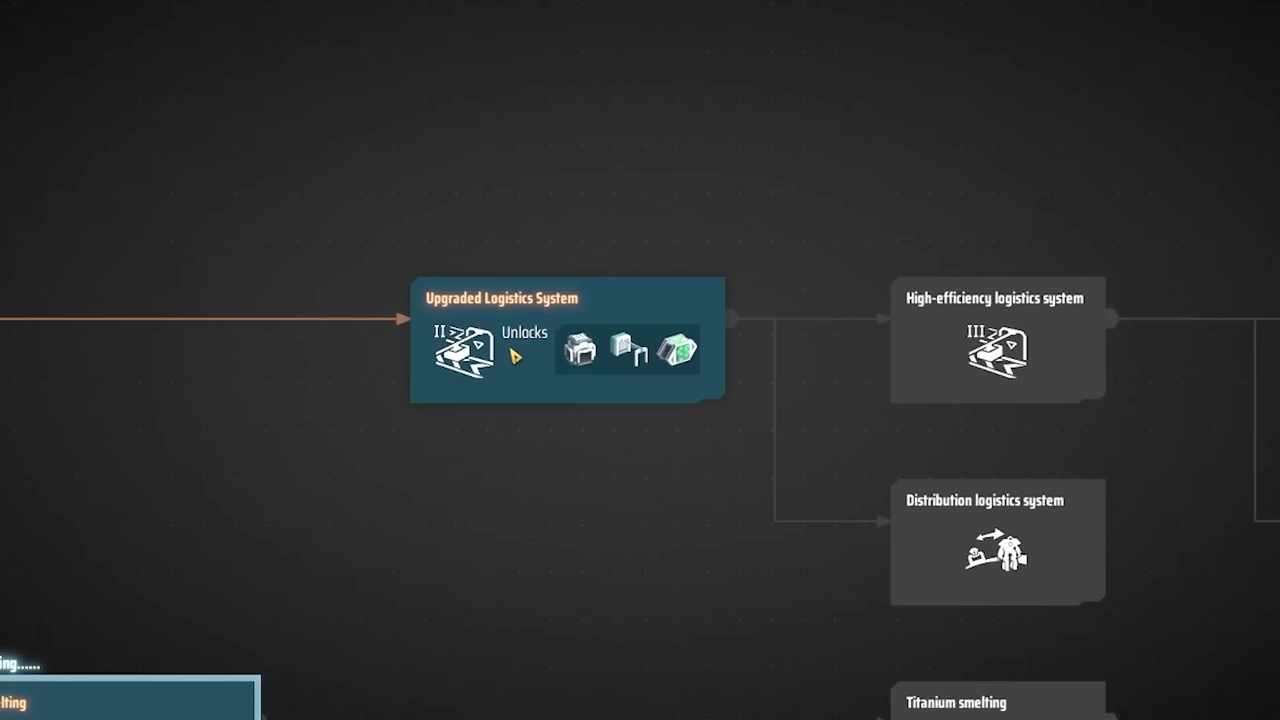 Upgraded Logistics System
II
Unlocks
High-efficiency logistics system
III
Distribution logistics system
ing......
lting
Titanium smelting